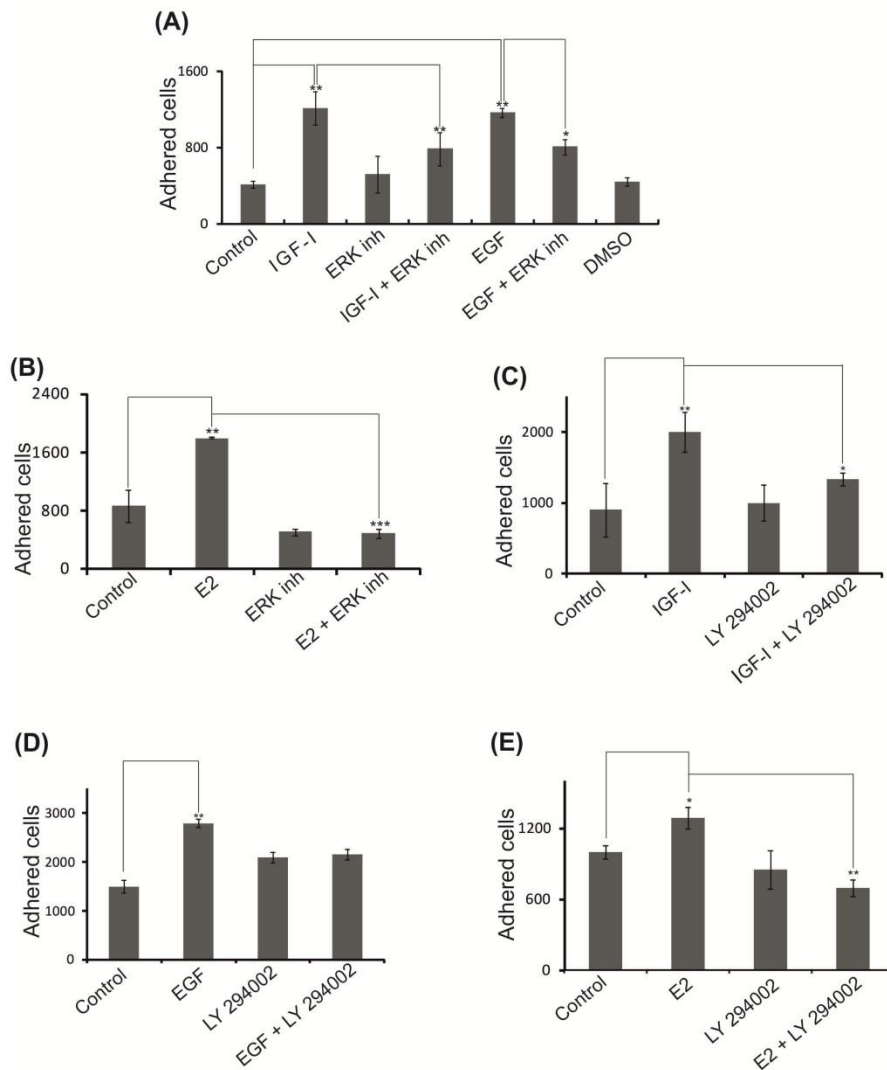 (A)
Adhered cells
1600
800
0
**
**
**
*
Control
IGF-I
ERK inh
IGF-I + ERK inh
EGF
EGF + ERK inh
DMSO
(B)
Adhered cells
2400
1600
800
0
**
***
Control
E2
ERK inh
E2 + ERK inh
(C)
Adhered cells
2000
1000
0
**
*
Control
IGF-I
LY 294002
IGF-I + LY 294002
(D)
Adhered cells
3000
2000
1000
0
**
Control
EGF
LY 294002
EGF + LY 294002
(E)
Adhered cells
1200
600
0
*
**
Control
E2
LY 294002
E2 + LY 294002